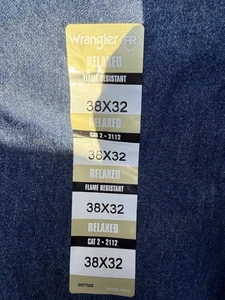 Wrangler FR
RELAXED
FLAME RESISTANT
38X32
RELAXED
CAT 2 • 2112
38X32
RELAXED
FLAME RESISTANT
38X32
RELAXED
CAT 2 • 2112
38X32